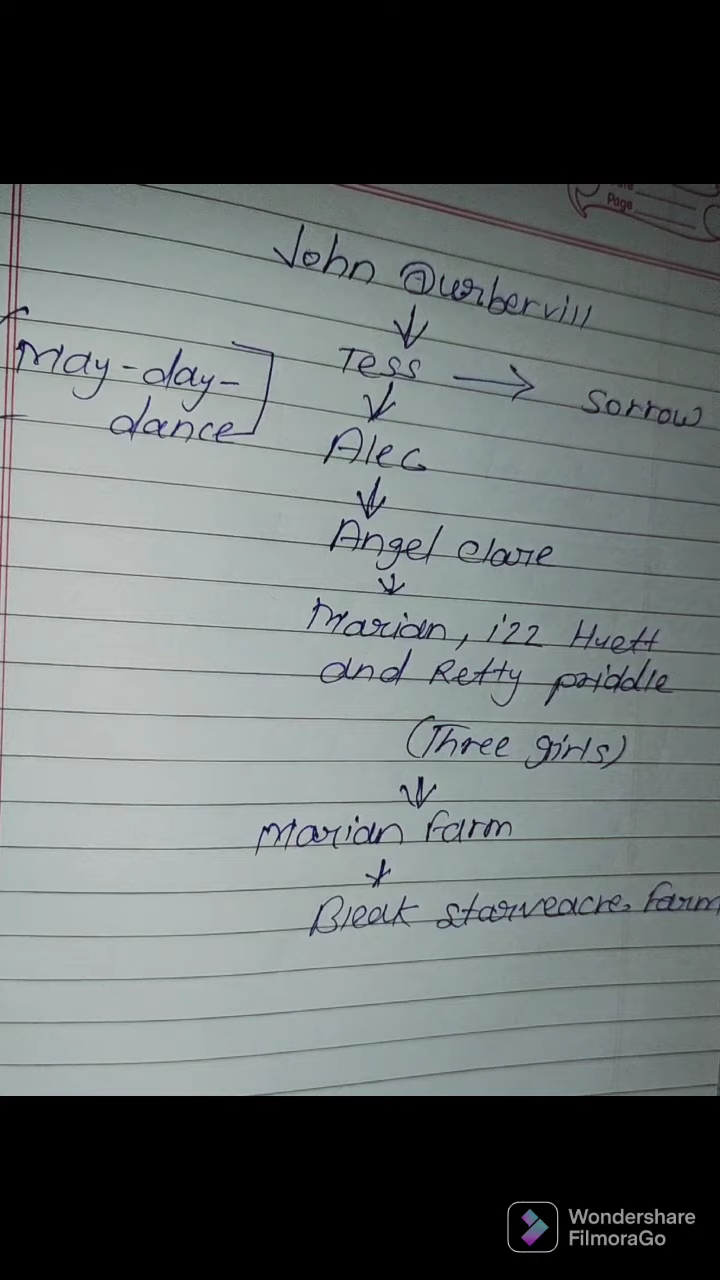 Page
John Durbervill
May-day-
dance
Tess → Sorrow
Alec
Angel Clare
Marian, izz Huett
and Retty priddle
(Three girls)
Marian Farm
Bleak starveacre. Farm
Wondershare
FilmoraGo